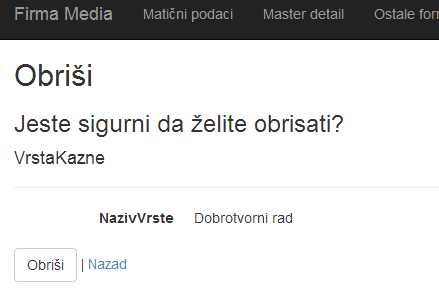 Firma Media Matični podaci Master detail Ostale for
Obriši
Jeste sigurni da želite obrisati?
VrstaKazne
NazivVrste Dobrotvorni rad
Obriši | Nazad